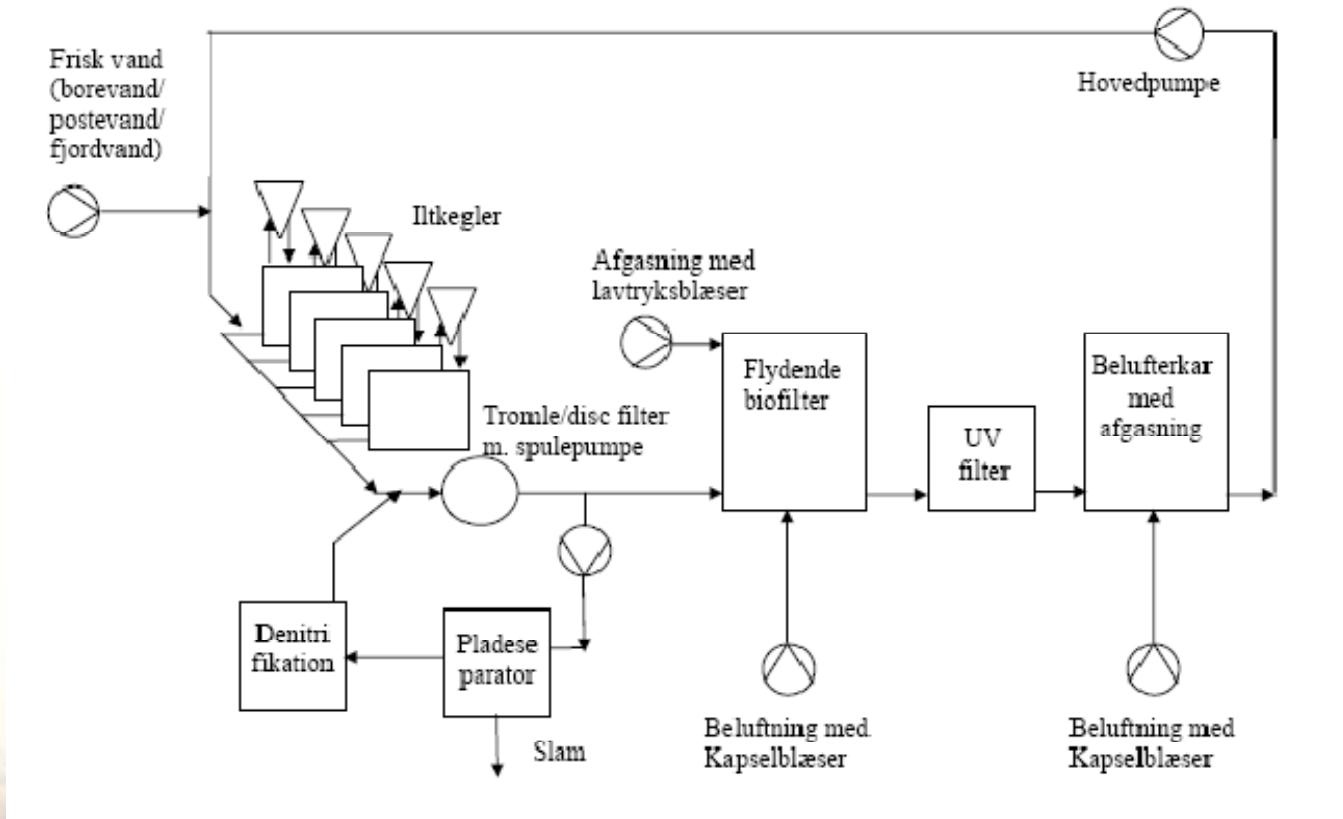 Frisk vand
(borevand/
postevand/
fjordvand)
Hovedpumpe
Iltkegler
Afgasning med
lavtryksblæser
Flydende
biofilter
Belufterkar
med
afgasning
Tromle/disc filter
m. spulepumpe
UV
filter
Denitri
fikation
Pladese
parator
Slam
Beluftning med
Kapselblæser
Beluftning med
Kapselblæser